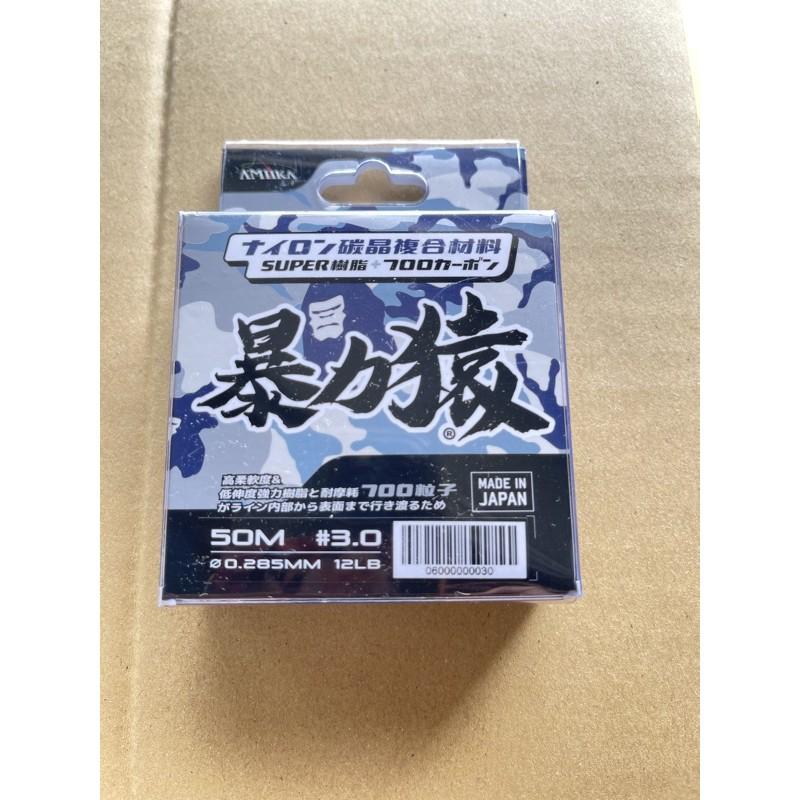 AMIIKA
ナイロン碳晶複合材料
SUPER樹脂+700カーボン
暴力猿
®
高柔軟度&
低伸度強力樹脂と耐摩耗700粒子
がライン内部から表面まで行き渡るため
MADE IN
JAPAN
50M #3.0
ø0.285MM 12LB
06000000030